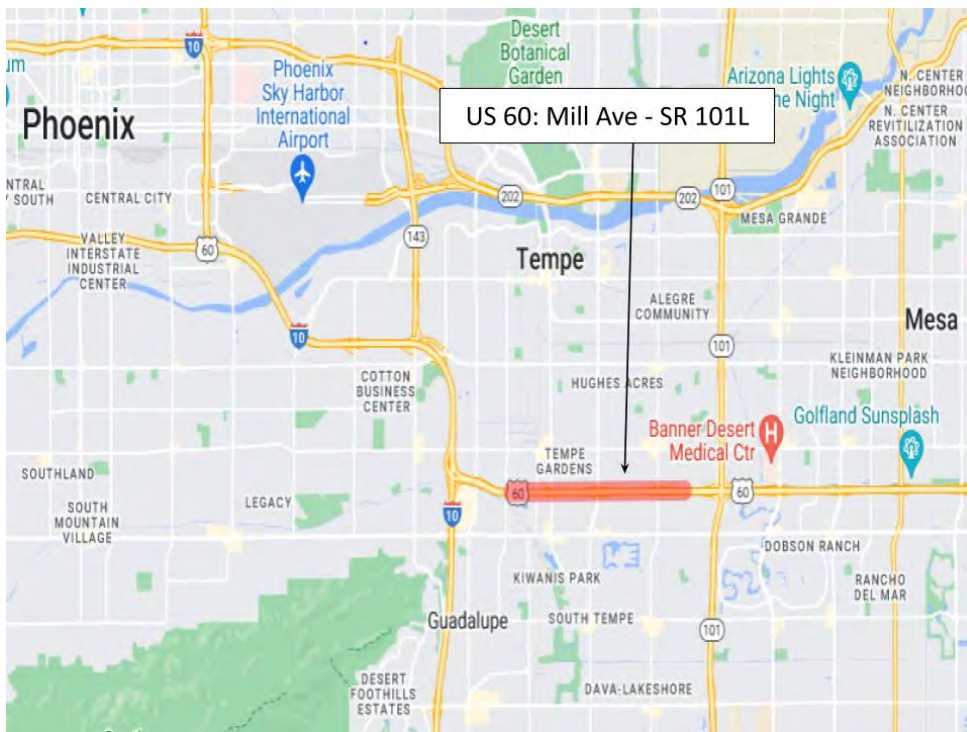 10
Desert
Botanical
Garden
Phoenix
Sky Harbor
International
Airport
um
Arizona Lights
he Night
N. CENTER
NEIGHBORHOO
N. CENTER
REVITILIZATION
ASSOCIATION
US 60: Mill Ave - SR 101L
Phoenix
NTRAL
Y SOUTH
CENTRAL CITY
202
202
101
MESA GRANDE
143
60
VALLEY
INTERSTATE
INDUSTRIAL
CENTER
Tempe
ALEGRE
COMMUNITY
Mesa
10
101
KLEINMAN PARK
NEIGHBORHOOD
COTTON
BUSINESS
CENTER
HUGHES ACRES
Golfland Sunsplash
Banner Desert
Medical Ctr
H
TEMPE
GARDENS
SOUTHLAND
LEGACY
60
60
10
SOUTH
MOUNTAIN
VILLAGE
DOBSON RANCH
KIWANIS PARK
RANCHO
DEL MAR
Guadalupe
SOUTH TEMPE
101
DESERT
FOOTHILLS
ESTATES
DAVA-LAKESHORE